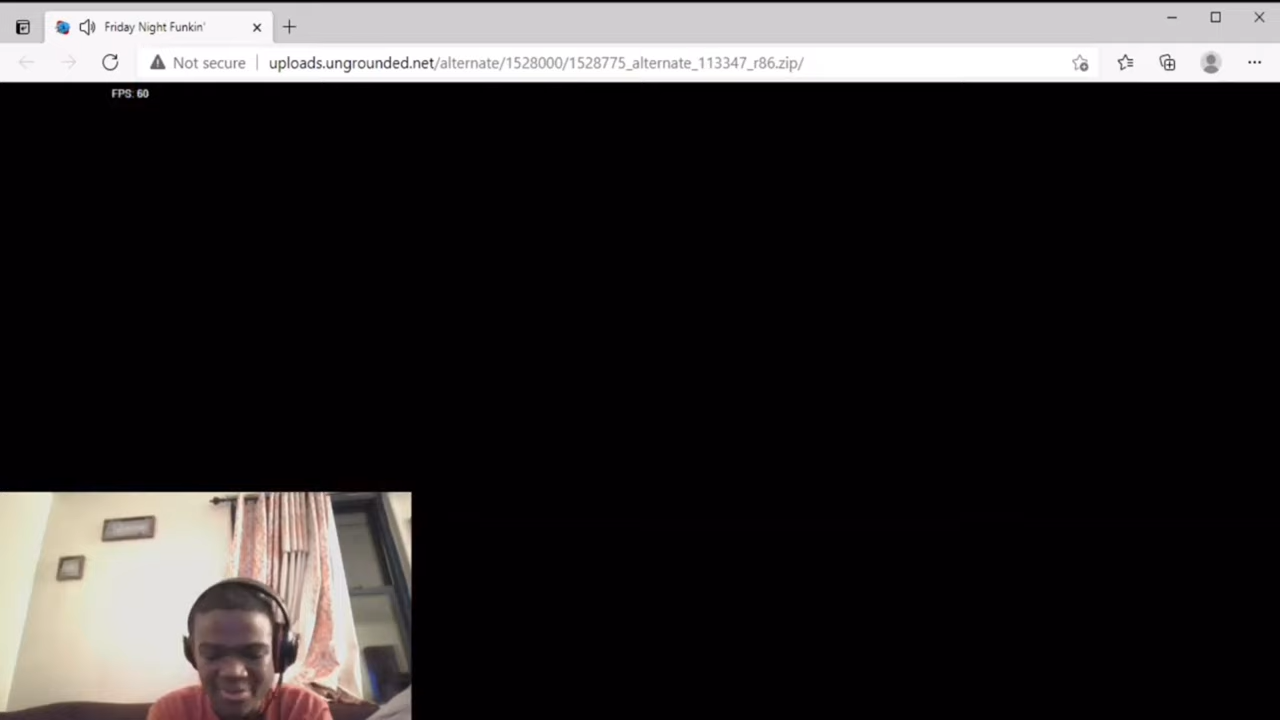 Friday Night Funkin'
Not secure
uploads.ungrounded.net/alternate/1528000/1528775_alternate_113347_r86.zip/
FPS: 60